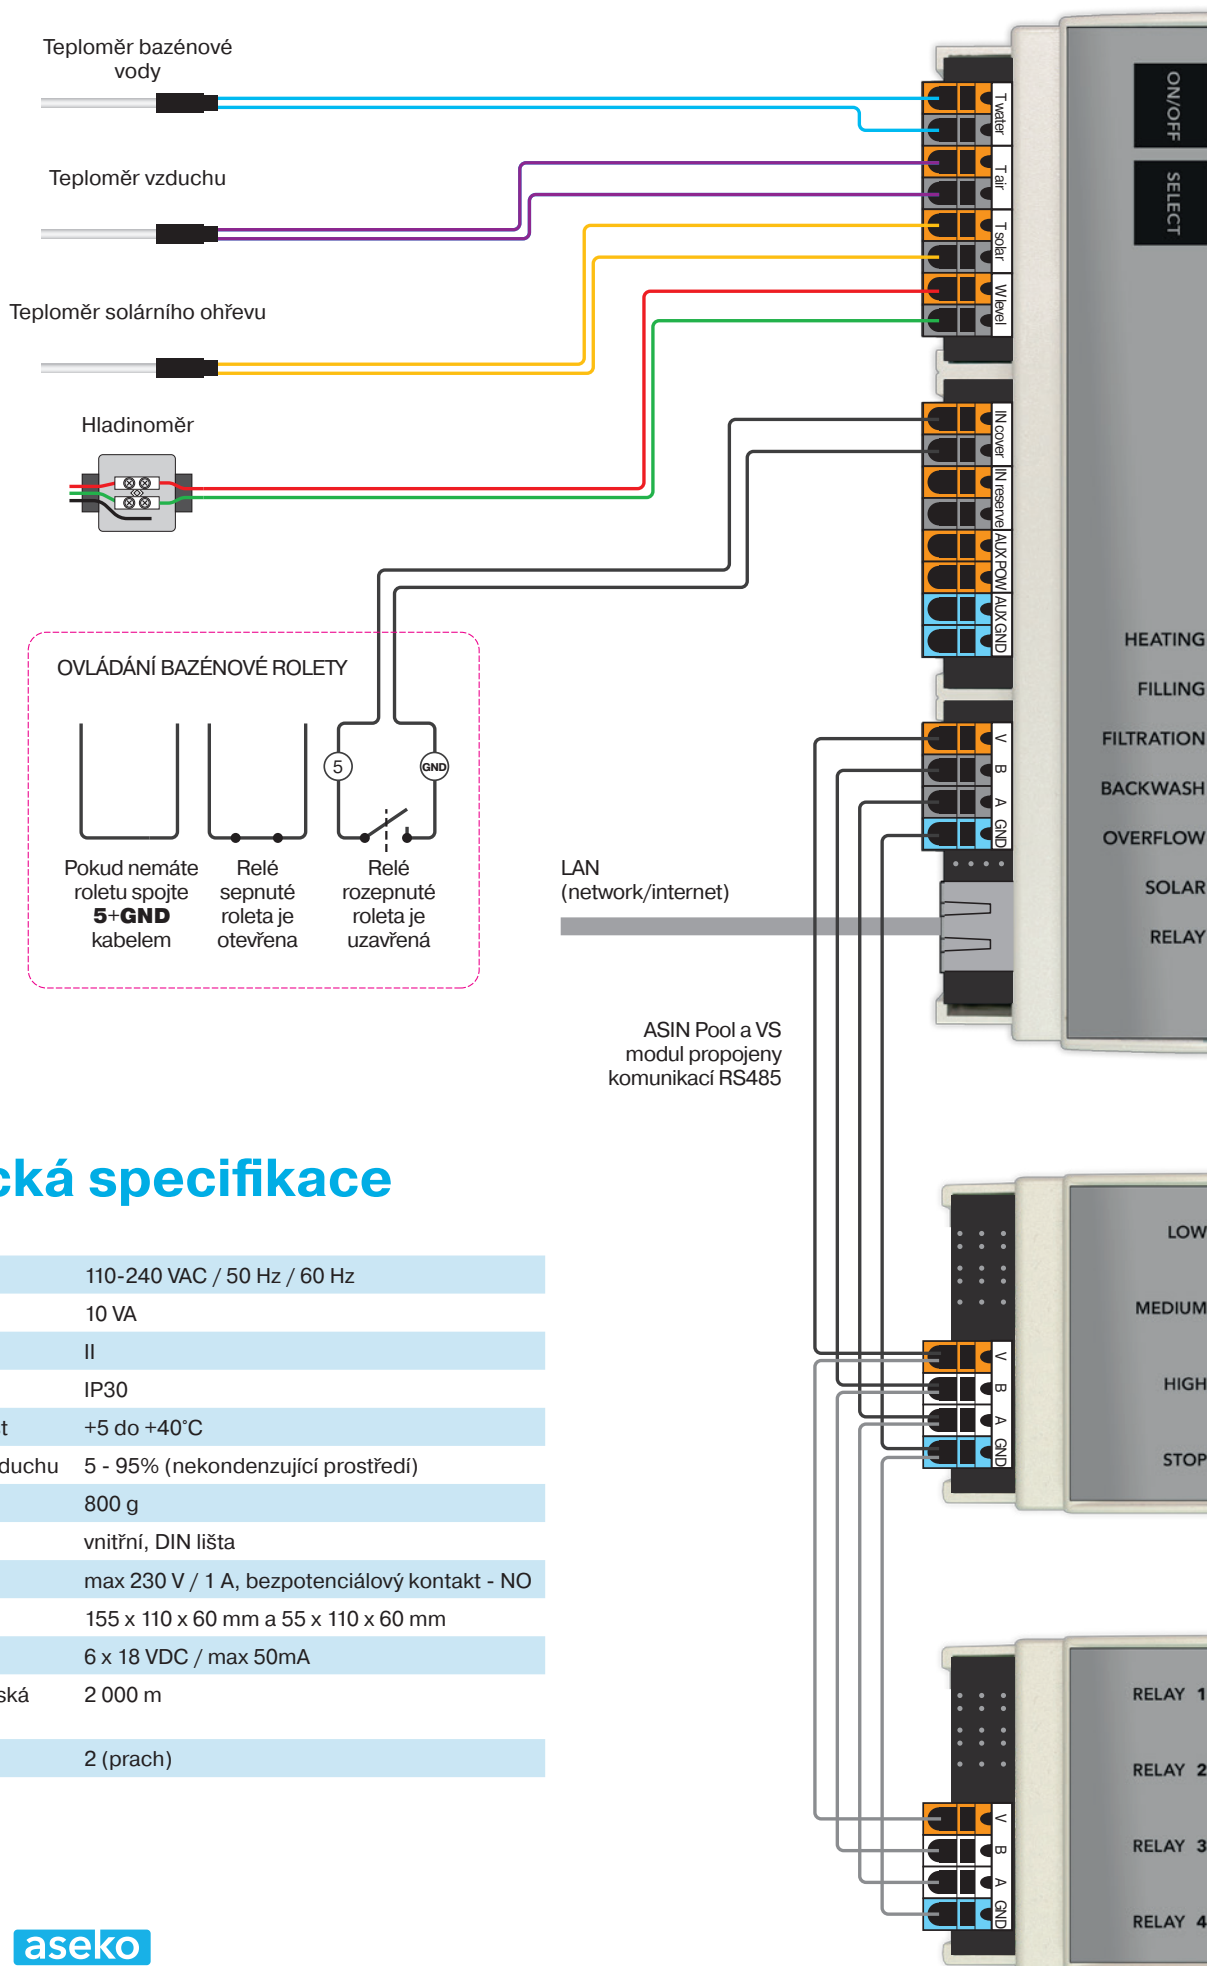 Teploměr bazénové
vody
Teploměr vzduchu
Teploměr solárního ohřevu
Hladinoměr
OVLÁDÁNÍ BAZÉNOVÉ ROLETY
5
GND
Pokud nemáte
roletu spojte
5+GND
kabelem
Relé
sepnuté
roleta je
otevřena
Relé
rozepnuté
roleta je
uzavřená
LAN
(network/internet)
ASIN Pool a VS
modul propojeny
komunikací RS485
T water
T air
T solar
W level
IN cover
IN reserve
AUX POW
AUX GND
V
B
A
GND
ON/OFF
SELECT
HEATING
FILLING
FILTRATION
BACKWASH
OVERFLOW
SOLAR
RELAY
V
B
A
GND
LOW
MEDIUM
HIGH
STOP
V
B
A
GND
RELAY 1
RELAY 2
RELAY 3
RELAY 4
cká specifikace
110-240 VAC / 50 Hz / 60 Hz
10 VA
II
IP30
t +5 do +40°C
duchu 5 - 95% (nekondenzující prostředí)
800 g
vnitřní, DIN lišta
max 230 V / 1 A, bezpotenciálový kontakt - NO
155 x 110 x 60 mm a 55 x 110 x 60 mm
6 x 18 VDC / max 50mA
ská 2 000 m
2 (prach)
aseko